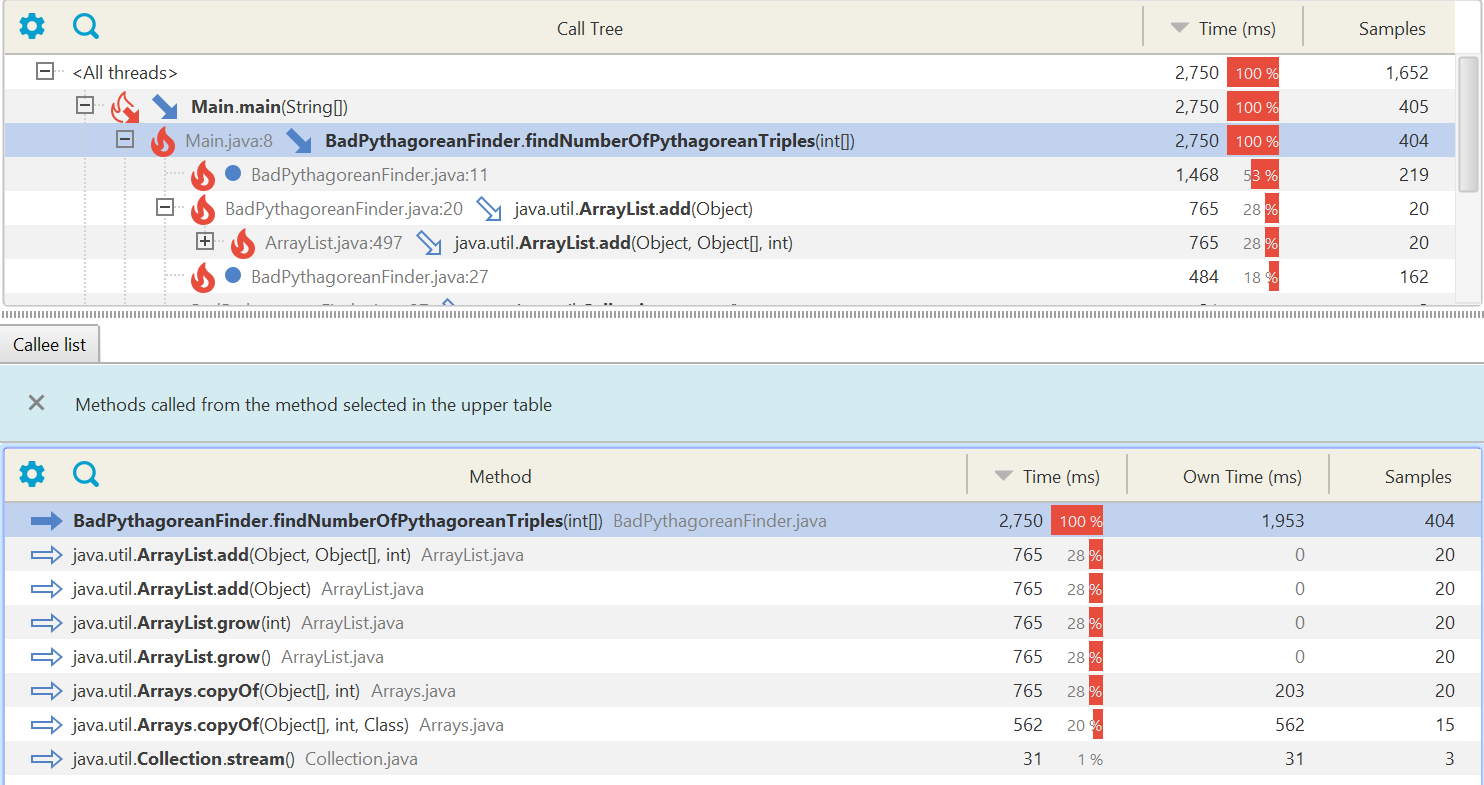 Call Tree Time (ms) Samples
<All threads> 2,750 100 % 1,652
Main.main(String[]) 2,750 100 % 405
Main.java:8 BadPythagoreanFinder.findNumberOfPythagoreanTriples(int[]) 2,750 100 % 404
BadPythagoreanFinder.java:11 1,468 53 % 219
BadPythagoreanFinder.java:20 java.util.ArrayList.add(Object) 765 28 % 20
ArrayList.java:497 java.util.ArrayList.add(Object, Object[], int) 765 28 % 20
BadPythagoreanFinder.java:27 484 18 % 162
Callee list
Methods called from the method selected in the upper table
Method Time (ms) Own Time (ms) Samples
BadPythagoreanFinder.findNumberOfPythagoreanTriples(int[]) BadPythagoreanFinder.java 2,750 100 % 1,953 404
java.util.ArrayList.add(Object, Object[], int) ArrayList.java 765 28 % 0 20
java.util.ArrayList.add(Object) ArrayList.java 765 28 % 0 20
java.util.ArrayList.grow(int) ArrayList.java 765 28 % 0 20
java.util.ArrayList.grow() ArrayList.java 765 28 % 0 20
java.util.Arrays.copyOf(Object[], int) Arrays.java 765 28 % 203 20
java.util.Arrays.copyOf(Object[], int, Class) Arrays.java 562 20 % 562 15
java.util.Collection.stream() Collection.java 31 1 % 31 3